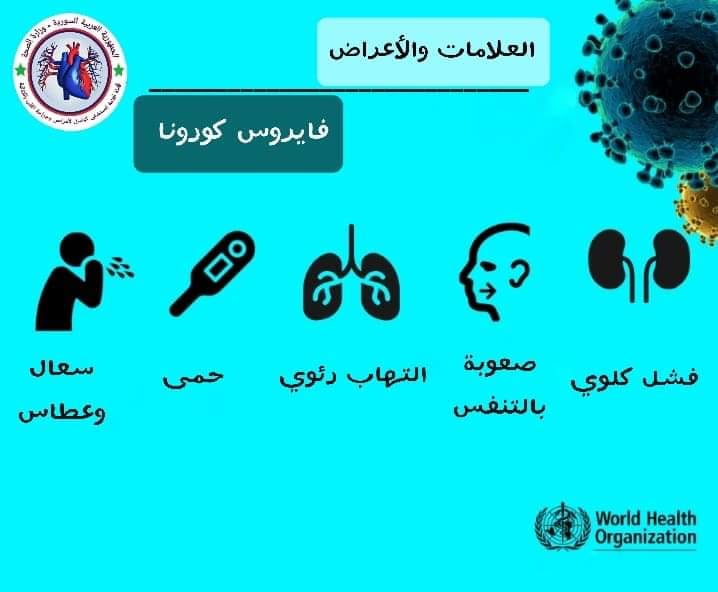 الجمهورية العربية السورية - وزارة الصحة
العلامات والأعراض
فايروس كورونا
فشل كلوي
صعوبة
بالتنفس
التهاب رئوي
حمى
سعال
وعطاس
World Health
Organization